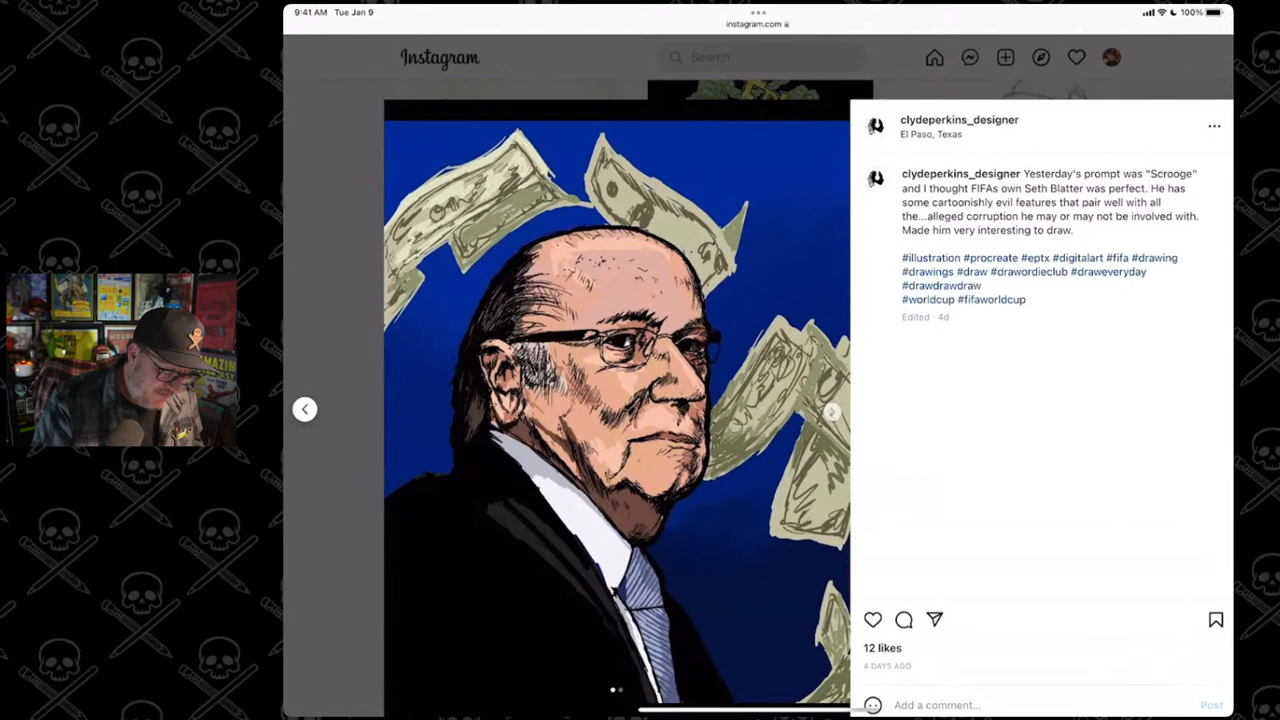 9:41 AM Tue Jan 9
instagram.com
100%
Instagram
Search
clydeperkins_designer
El Paso, Texas
clydeperkins_designer Yesterday's prompt was "Scrooge"
and I thought FIFAs own Seth Blatter was perfect. He has
some cartoonishly evil features that pair well with all
the...alleged corruption he may or may not be involved with.
Made him very interesting to draw.
#illustration #procreate #eptx #digitalart #fifa #drawing
#drawings #draw #drawordieclub #draweveryday
#drawdrawdraw
#worldcup #fifaworldcup
Edited · 4d
12 likes
4 DAYS AGO
Add a comment...
Post